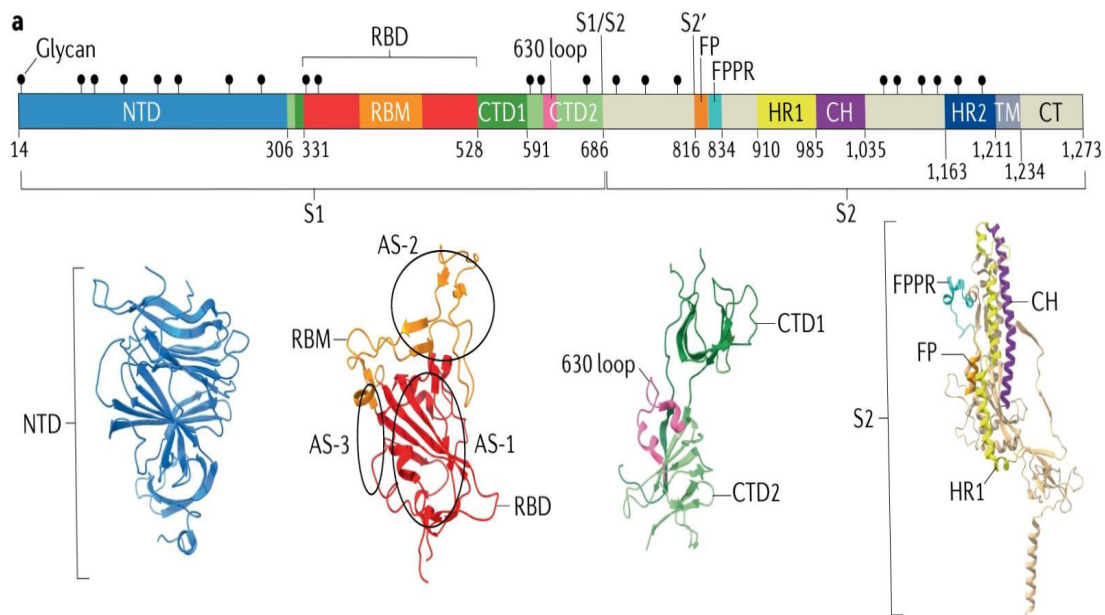 a
Glycan
RBD
S1/S2
630 loop
S2′
FP
FPPR
NTD
RBM
CTD1
CTD2
HR1
CH
HR2
TM
CT
14
306
331
528
591
686
816
834
910
985
1,035
1,163
1,211
1,234
1,273
S1
S2
NTD
AS-2
RBM
AS-3
AS-1
RBD
CTD1
630 loop
CTD2
FPPR
CH
FP
S2
HR1